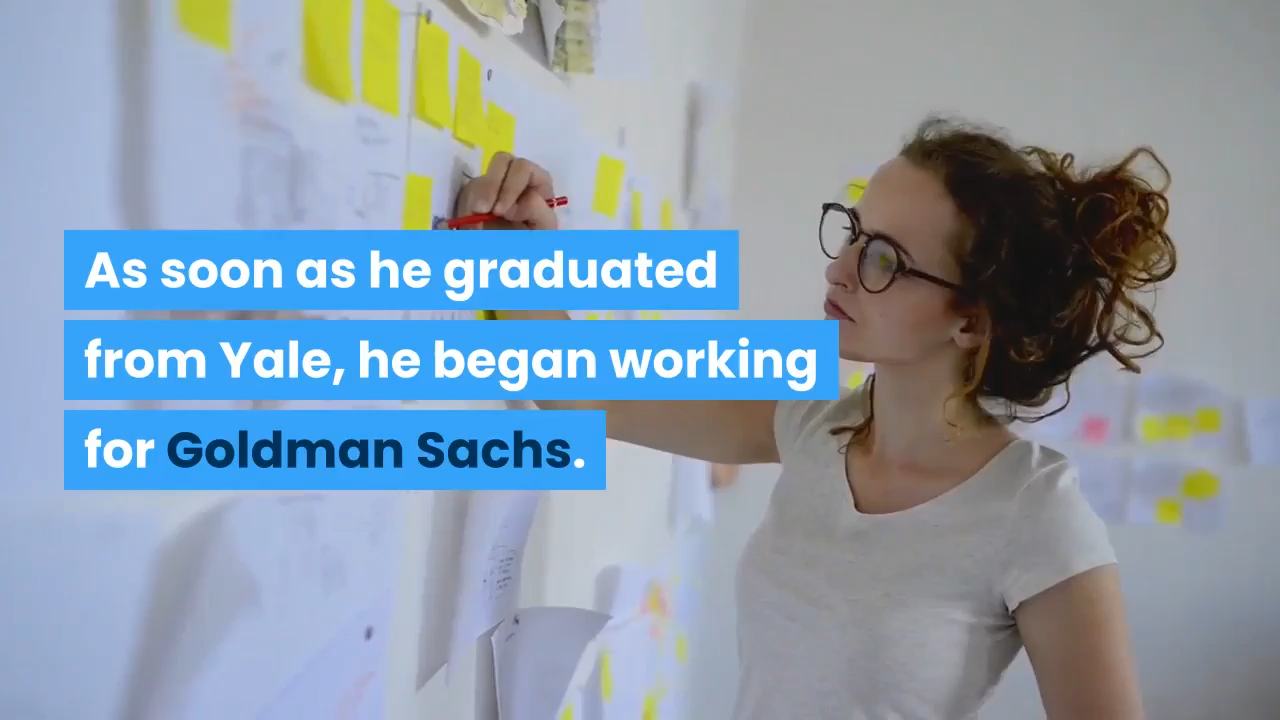 As soon as he graduated
from Yale, he began working
for Goldman Sachs.